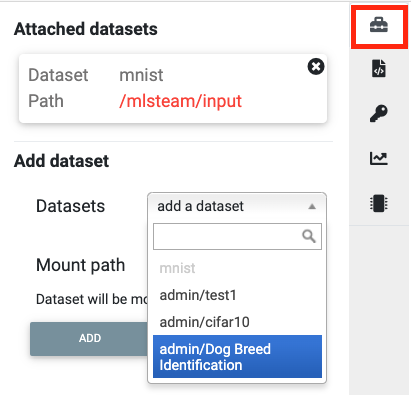 Attached datasets
Dataset mnist
Path /mlsteam/input
Add dataset
Datasets add a dataset
mnist
Mount path
admin/test1
Dataset will be mo
admin/cifar10
ADD
admin/Dog Breed
Identification